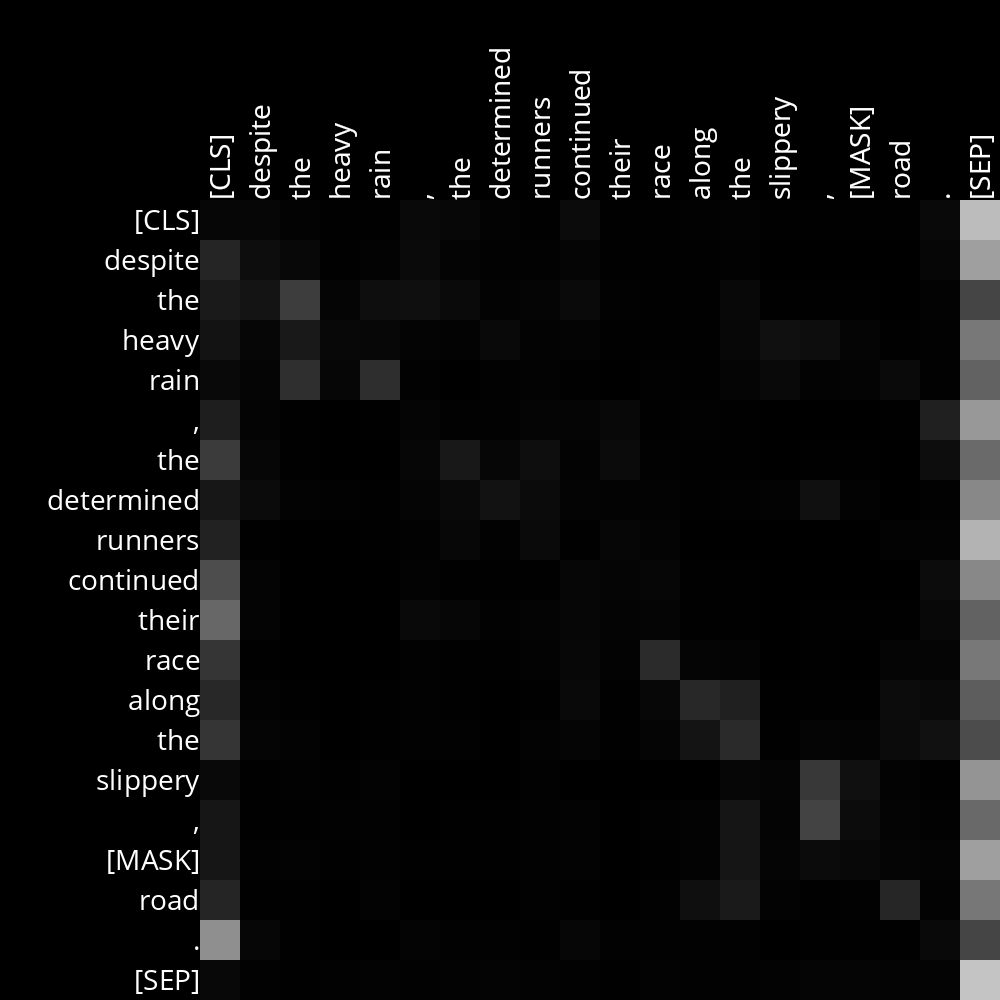 [CLS] despite the heavy rain , the determined runners continued their race along the slippery , [MASK] road . [SEP]
[CLS]
despite
the
heavy
rain
,
the
determined
runners
continued
their
race
along
the
slippery
,
[MASK]
road
.
[SEP]